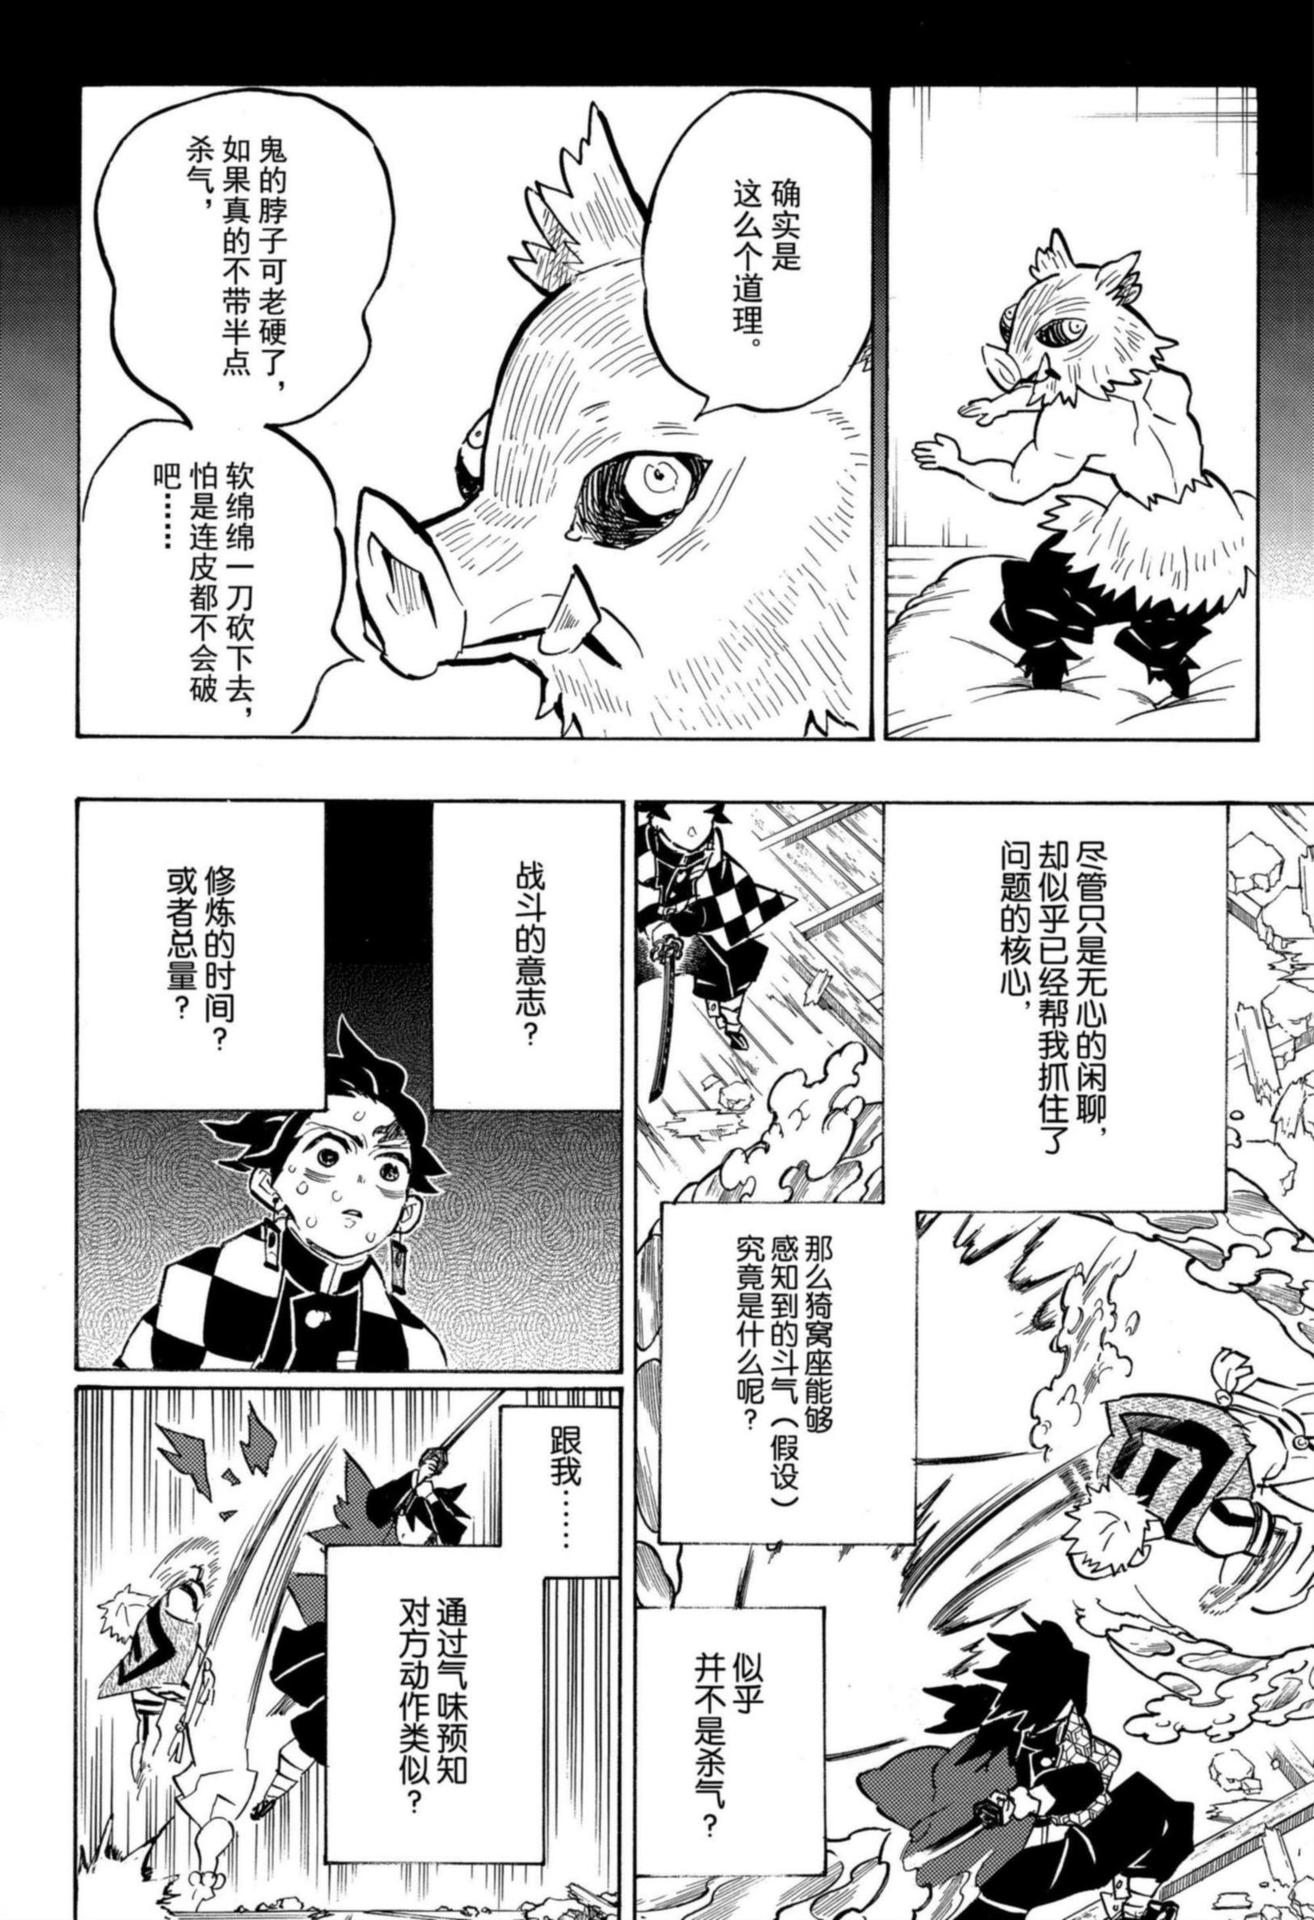 确实是
这么个道理。
鬼的脖子可老硬了，
如果真的不带半点
杀气，
软绵绵一刀砍下去，
怕是连皮都不会破
吧……
尽管只是无心的闲聊，
却似乎已经帮我抓住了
问题的核心，
那么猗窝座能够
感知到的斗气（假设）
究竟是什么呢？
似乎
并不是杀气？
战斗的意志？
修炼的时间？
或者总量？
跟我……
通过气味预知
对方动作类似？